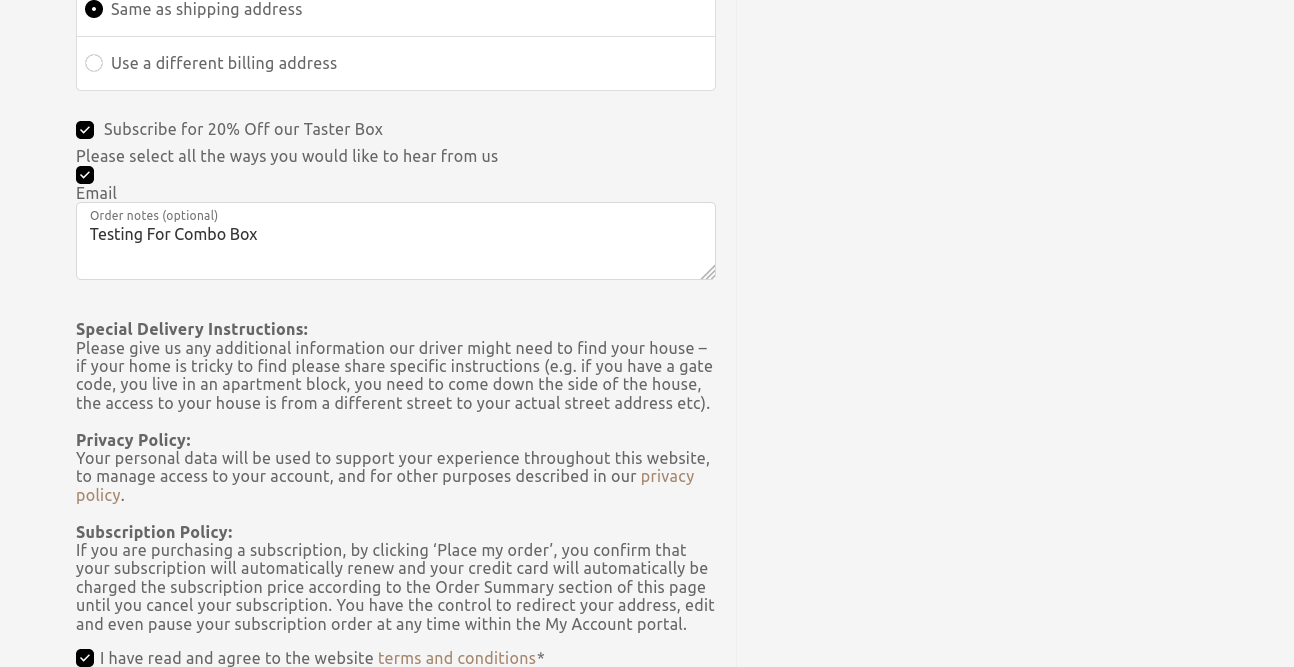 Same as shipping address
Use a different billing address
Subscribe for 20% Off our Taster Box
Please select all the ways you would like to hear from us
Email
Order notes (optional)
Testing For Combo Box
Special Delivery Instructions:
Please give us any additional information our driver might need to find your house –
if your home is tricky to find please share specific instructions (e.g. if you have a gate
code, you live in an apartment block, you need to come down the side of the house,
the access to your house is from a different street to your actual street address etc).
Privacy Policy:
Your personal data will be used to support your experience throughout this website,
to manage access to your account, and for other purposes described in our privacy
policy.
Subscription Policy:
If you are purchasing a subscription, by clicking ‘Place my order’, you confirm that
your subscription will automatically renew and your credit card will automatically be
charged the subscription price according to the Order Summary section of this page
until you cancel your subscription. You have the control to redirect your address, edit
and even pause your subscription order at any time within the My Account portal.
I have read and agree to the website terms and conditions*